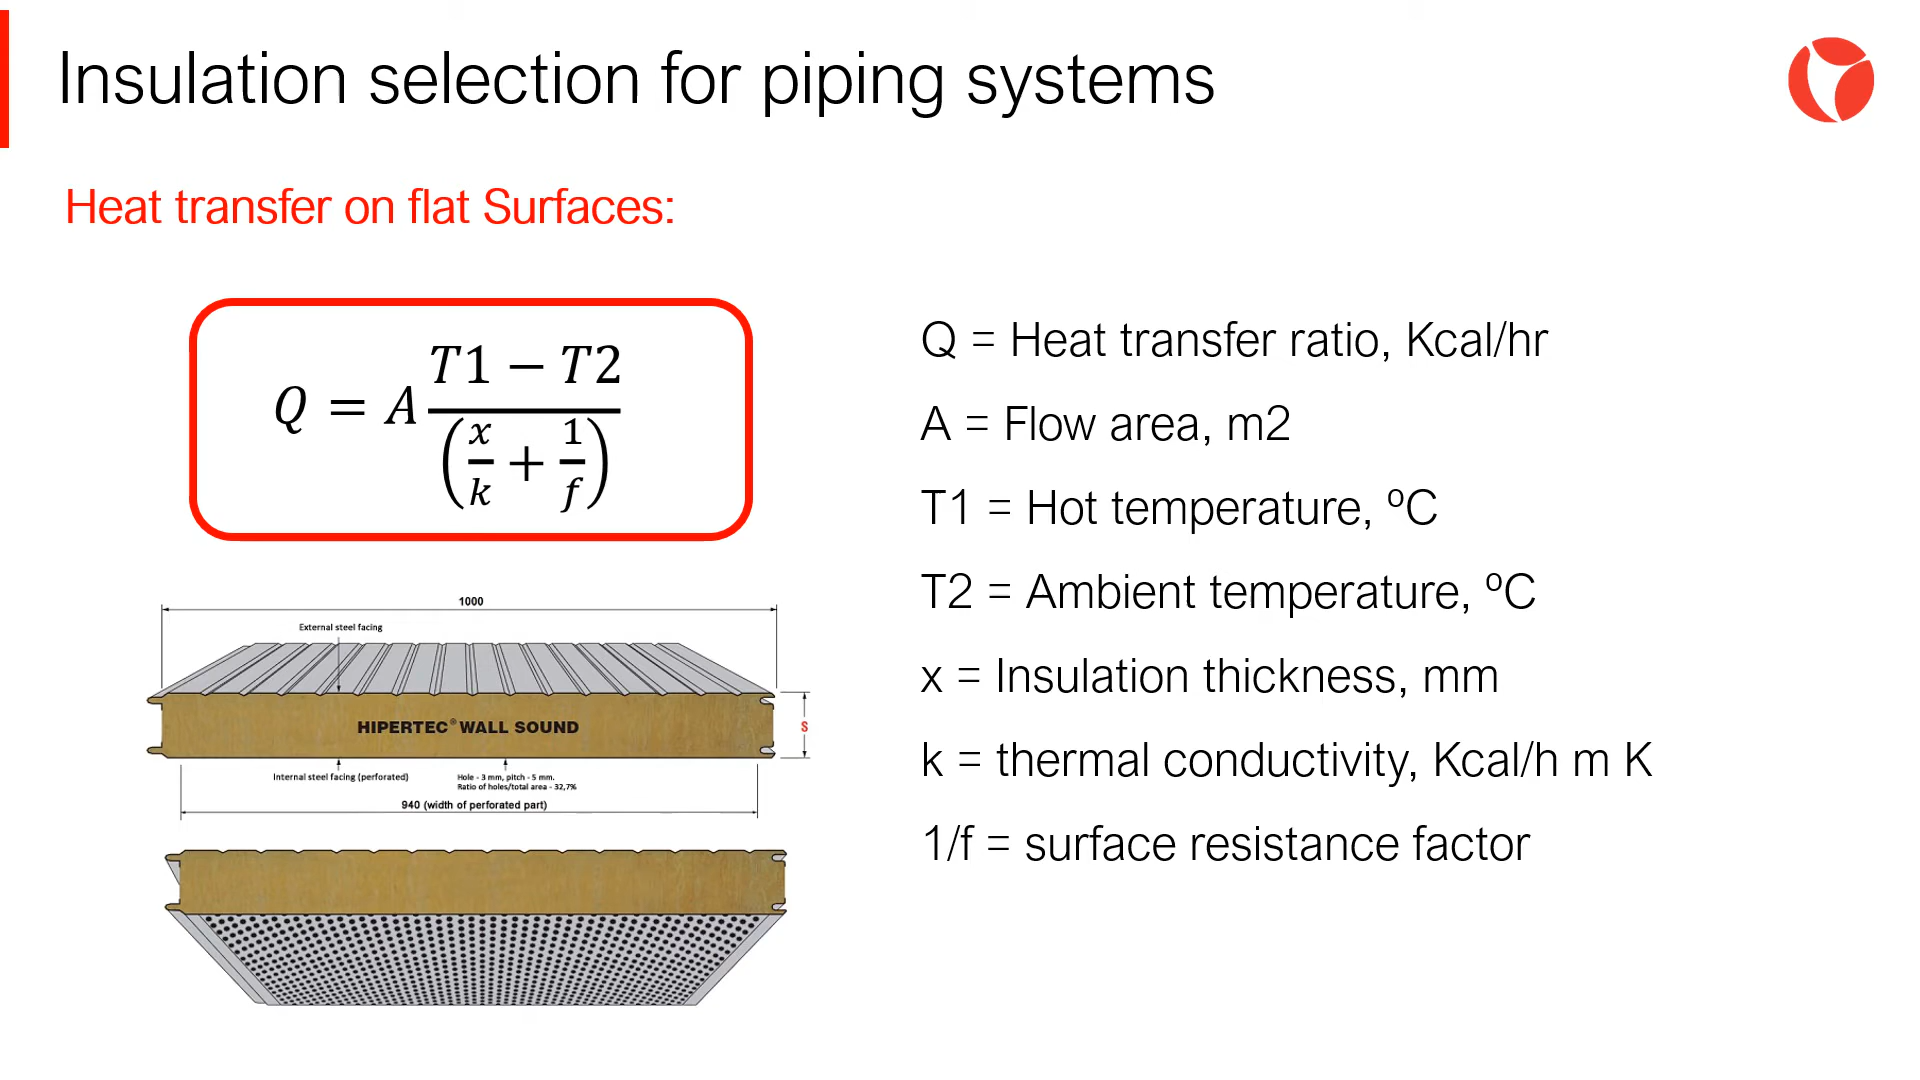 Insulation selection for piping systems
Heat transfer on flat Surfaces:
Q = A (T1 − T2) / (x/k + 1/f)
Q = Heat transfer ratio, Kcal/hr
A = Flow area, m2
T1 = Hot temperature, ºC
T2 = Ambient temperature, ºC
x = Insulation thickness, mm
k = thermal conductivity, Kcal/h m K
1/f = surface resistance factor
1000
External steel facing
HIPERTEC® WALL SOUND
S
Internal steel facing (perforated)
Hole - 3 mm, pitch - 5 mm.
Ratio of holes/total area - 32,7%
940 (width of perforated part)